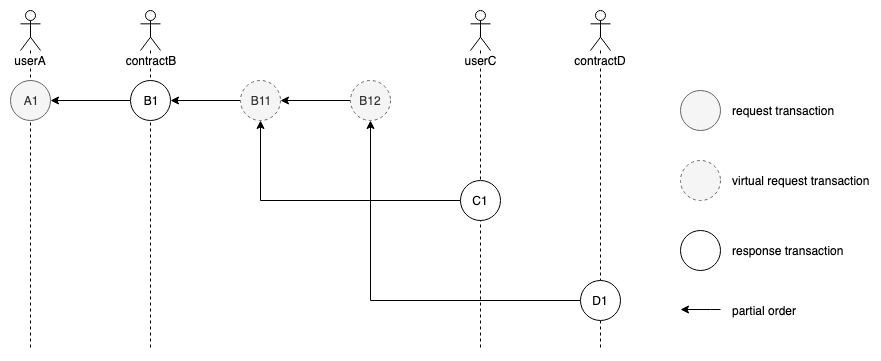 userA
contractB
userC
contractD
A1
B1
B11
B12
request transaction
virtual request transaction
C1
response transaction
D1
partial order